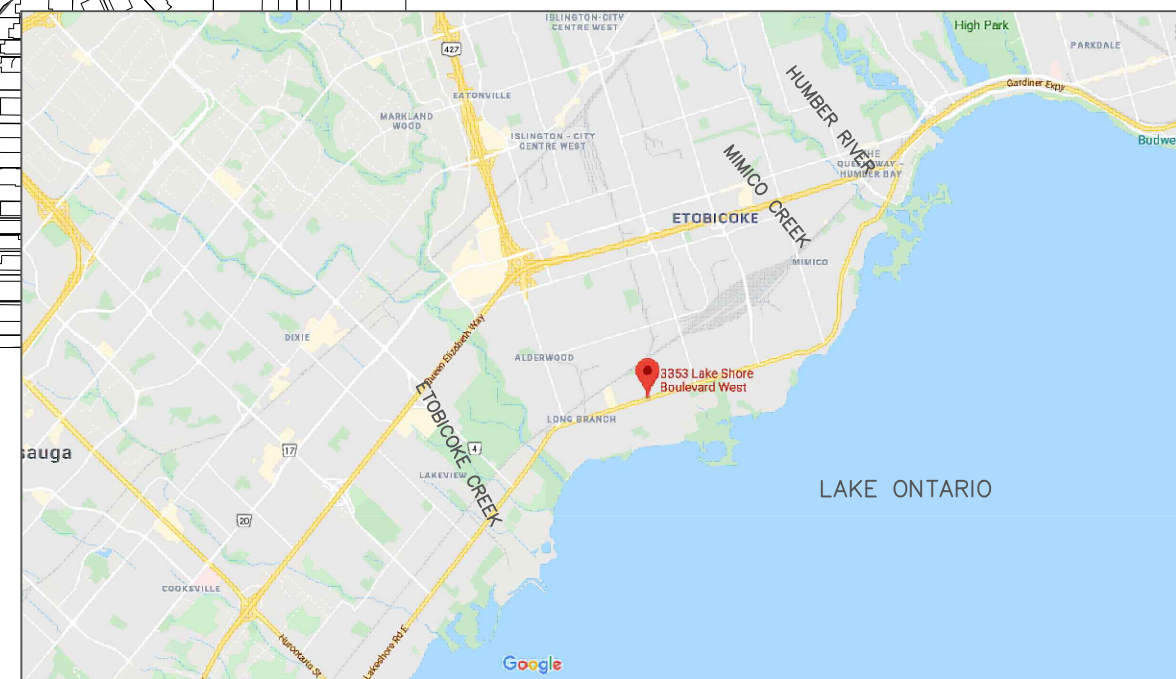 ISLINGTON-CITY
CENTRE WEST
High Park
PARKDALE
427
Gardiner Expy
EATONVILLE
HUMBER RIVER
MARKLAND
WOOD
ISLINGTON - CITY
CENTRE WEST
Budwe
MIMICO CREEK
THE
QUEENSWAY -
HUMBER BAY
ETOBICOKE
MIMICO
Queen Elizabeth Way
DIXIE
ALDERWOOD
3353 Lake Shore
Boulevard West
ETOBICOKE CREEK
LONG BRANCH
sauga
17
4
LAKEVIEW
LAKE ONTARIO
20
COOKSVILLE
Hurontario St
Lakeshore Rd E
Google